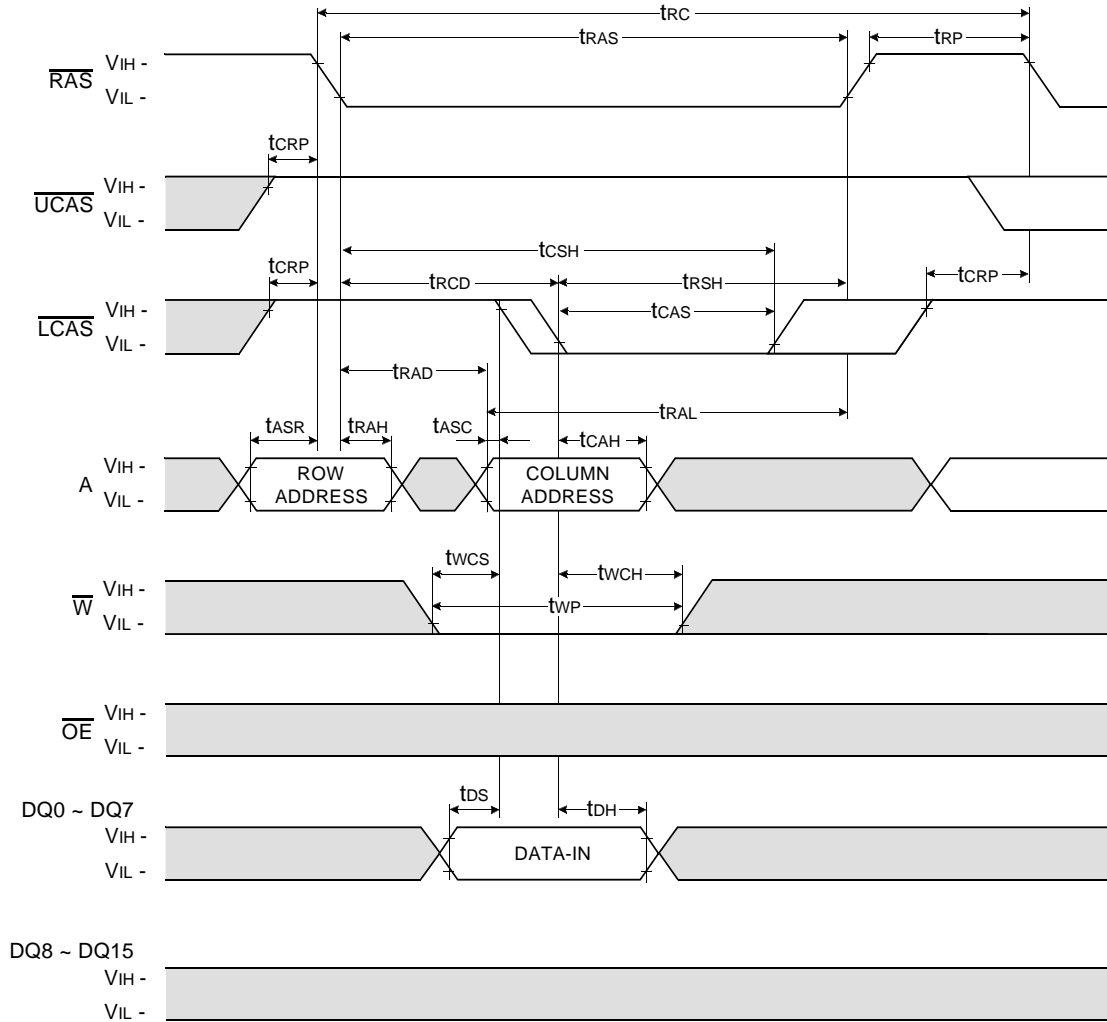 tRC
tRAS
tRP
RAS
VIH -
VIL -
tCRP
UCAS
VIH -
VIL -
tCSH
tCRP
tRCD
tRSH
tCRP
LCAS
VIH -
VIL -
tCAS
tRAD
tRAL
tASR
tRAH
tASC
tCAH
A
VIH -
VIL -
ROW
ADDRESS
COLUMN
ADDRESS
tWCS
tWCH
W
VIH -
VIL -
tWP
OE
VIH -
VIL -
tDS
tDH
DQ0 ~ DQ7
VIH -
VIL -
DATA-IN
DQ8 ~ DQ15
VIH -
VIL -